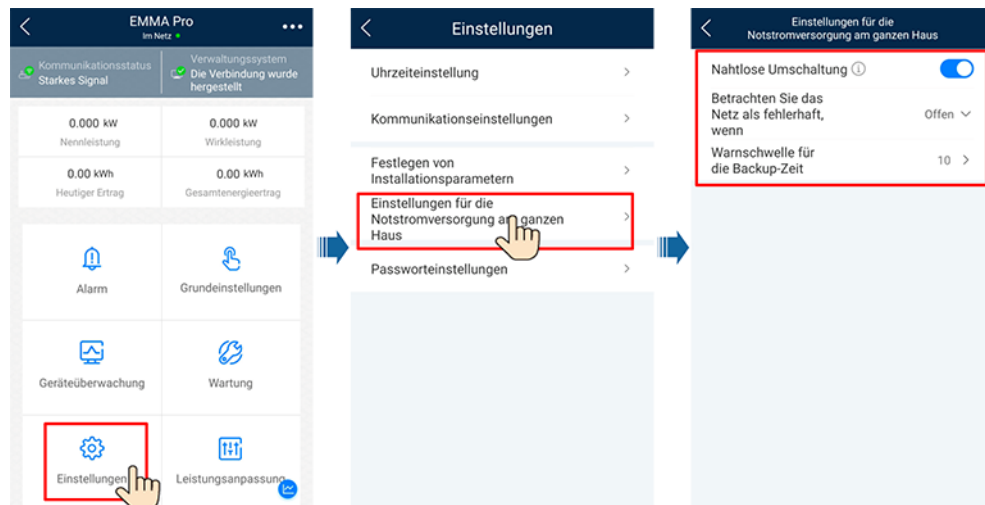 EMMA Pro
Im Netz
Kommunikationsstatus
Starkes Signal
Verwaltungssystem
Die Verbindung wurde
hergestellt
0.000 kW
Nennleistung
0.000 kW
Wirkleistung
0.00 kWh
Heutiger Ertrag
0.00 kWh
Gesamtenergieertrag
Alarm
Grundeinstellungen
Geräteüberwachung
Wartung
Einstellungen
Leistungsanpassung
Einstellungen
Uhrzeiteinstellung
Kommunikationseinstellungen
Festlegen von
Installationsparametern
Einstellungen für die
Notstromversorgung am ganzen
Haus
Passworteinstellungen
Einstellungen für die
Notstromversorgung am ganzen Haus
Nahtlose Umschaltung
Betrachten Sie das
Netz als fehlerhaft,
wenn
Offen
Warnschwelle für
die Backup-Zeit
10